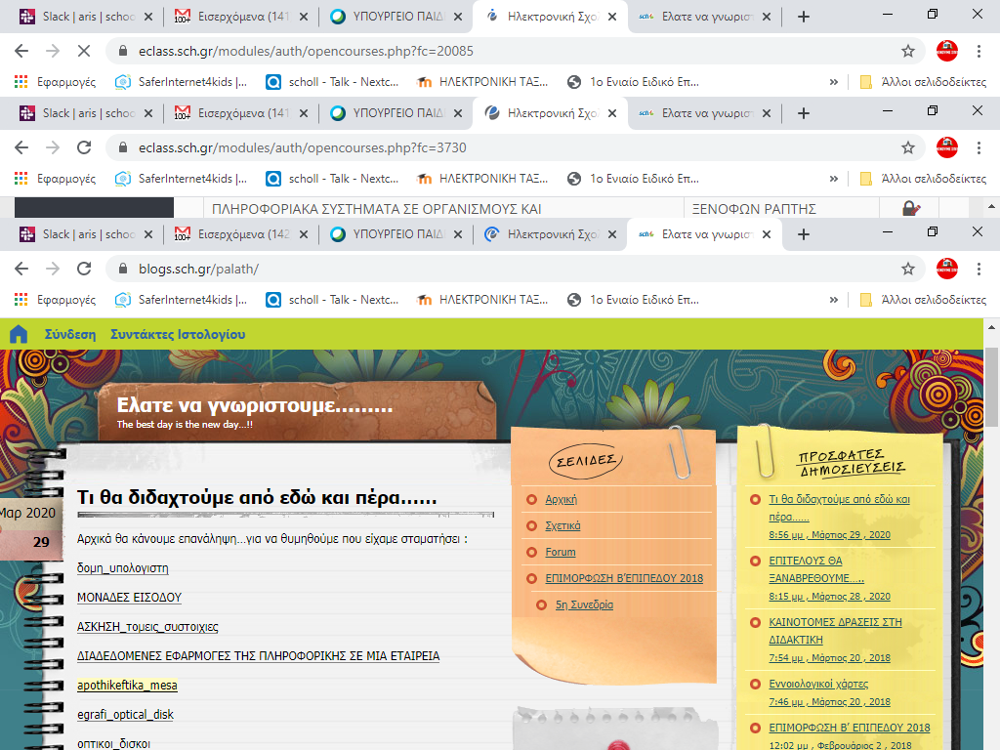 Slack | aris | schoo Εισερχόμενα (141 ΥΠΟΥΡΓΕΙΟ ΠΑΙΔ Ηλεκτρονική Σχο Ελατε να γνωριστ
eclass.sch.gr/modules/auth/opencourses.php?fc=20085
Εφαρμογές SaferInternet4kids |... scholl - Talk - Nextc... ΗΛΕΚΤΡΟΝΙΚΗ ΤΑΞ... 1ο Ενιαίο Ειδικό Επ... » Άλλοι σελιδοδείκτες
Slack | aris | schoo Εισερχόμενα (141 ΥΠΟΥΡΓΕΙΟ ΠΑΙΔ Ηλεκτρονική Σχο Ελατε να γνωριστ
eclass.sch.gr/modules/auth/opencourses.php?fc=3730
Εφαρμογές SaferInternet4kids |... scholl - Talk - Nextc... ΗΛΕΚΤΡΟΝΙΚΗ ΤΑΞ... 1ο Ενιαίο Ειδικό Επ... » Άλλοι σελιδοδείκτες
ΠΛΗΡΟΦΟΡΙΑΚΑ ΣΥΣΤΗΜΑΤΑ ΣΕ ΟΡΓΑΝΙΣΜΟΥΣ ΚΑΙ ΞΕΝΟΦΩΝ ΡΑΠΤΗΣ
Slack | aris | schoo Εισερχόμενα (142 ΥΠΟΥΡΓΕΙΟ ΠΑΙΔ Ηλεκτρονική Σχο Ελατε να γνωριστ
blogs.sch.gr/palath/
Εφαρμογές SaferInternet4kids |... scholl - Talk - Nextc... ΗΛΕΚΤΡΟΝΙΚΗ ΤΑΞ... 1ο Ενιαίο Ειδικό Επ... » Άλλοι σελιδοδείκτες
Σύνδεση Συντάκτες Ιστολογίου
Ελατε να γνωριστουμε.........
The best day is the new day...!!
Μαρ 2020
29
Τι θα διδαχτούμε από εδώ και πέρα......
Αρχικά θα κάνουμε επανάληψη...για να θυμηθούμε που είχαμε σταματήσει :
δομη_υπολογιστη
ΜΟΝΑΔΕΣ ΕΙΣΟΔΟΥ
ΑΣΚΗΣΗ_τομεις_συστοιχιες
ΔΙΑΔΕΔΟΜΕΝΕΣ ΕΦΑΡΜΟΓΕΣ ΤΗΣ ΠΛΗΡΟΦΟΡΙΚΗΣ ΣΕ ΜΙΑ ΕΤΑΙΡΕΙΑ
apothikeftika_mesa
egrafi_optical_disk
οπτικοι_δισκοι
ΣΕΛΙΔΕΣ
Αρχική
Σχετικά
Forum
ΕΠΙΜΟΡΦΩΣΗ Β'ΕΠΙΠΕΔΟΥ 2018
5η Συνεδρία
ΠΡΟΣΦΑΤΕΣ
ΔΗΜΟΣΙΕΥΣΕΙΣ
Τι θα διδαχτούμε από εδώ και
πέρα......
8:56 μμ , Μάρτιος 29 , 2020
ΕΠΙΤΕΛΟΥΣ ΘΑ
ΞΑΝΑΒΡΕΘΟΥΜΕ.....
8:15 μμ , Μάρτιος 28 , 2020
ΚΑΙΝΟΤΟΜΕΣ ΔΡΑΣΕΙΣ ΣΤΗ
ΔΙΔΑΚΤΙΚΗ
7:54 μμ , Μάρτιος 20 , 2018
Εννοιολογικοί χάρτες
7:46 μμ , Μάρτιος 20 , 2018
ΕΠΙΜΟΡΦΩΣΗ Β' ΕΠΙΠΕΔΟΥ 2018
12:02 μμ , Φεβρουάριος 2 , 2018